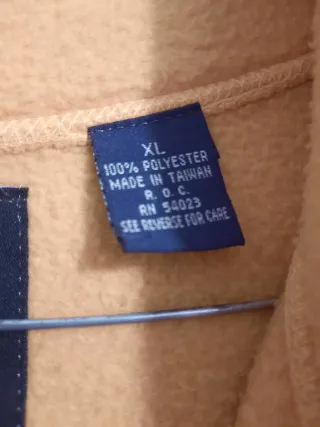 XL
100% POLYESTER
MADE IN TAIWAN
R. O. C.
RN 54023
SEE REVERSE FOR CARE